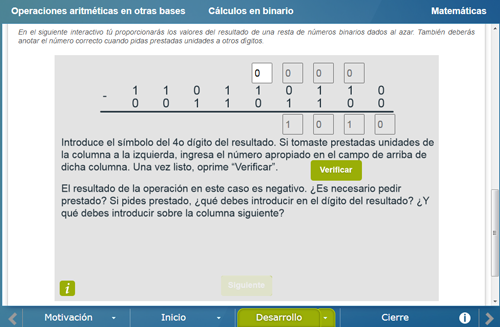 Operaciones aritméticas en otras bases Cálculos en binario Matemáticas
En el siguiente interactivo tú proporcionarás los valores del resultado de una resta de números binarios dados al azar. También deberás
anotar el número correcto cuando pidas prestadas unidades a otros dígitos.
0 0 0 0
1 1 0 1 1 0 1 1 0
- 0 0 1 1 0 1 1 0 0
1 0 1 0
Introduce el símbolo del 4o dígito del resultado. Si tomaste prestadas unidades de
la columna a la izquierda, ingresa el número apropiado en el campo de arriba de
dicha columna. Una vez listo, oprime “Verificar”.
Verificar
El resultado de la operación en este caso es negativo. ¿Es necesario pedir
prestado? Si pides prestado, ¿qué debes introducir en el dígito del resultado? ¿Y
qué debes introducir sobre la columna siguiente?
i Siguiente
Motivación Inicio Desarrollo Cierre i